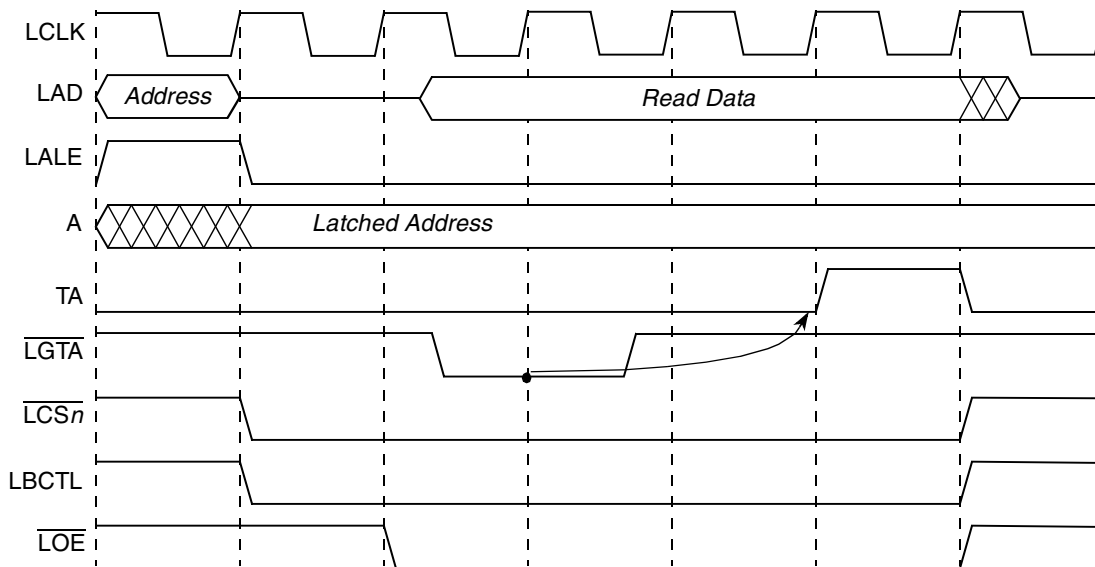 LCLK
LAD Address Read Data
LALE
A Latched Address
TA
LGTA
LCSn
LBCTL
LOE